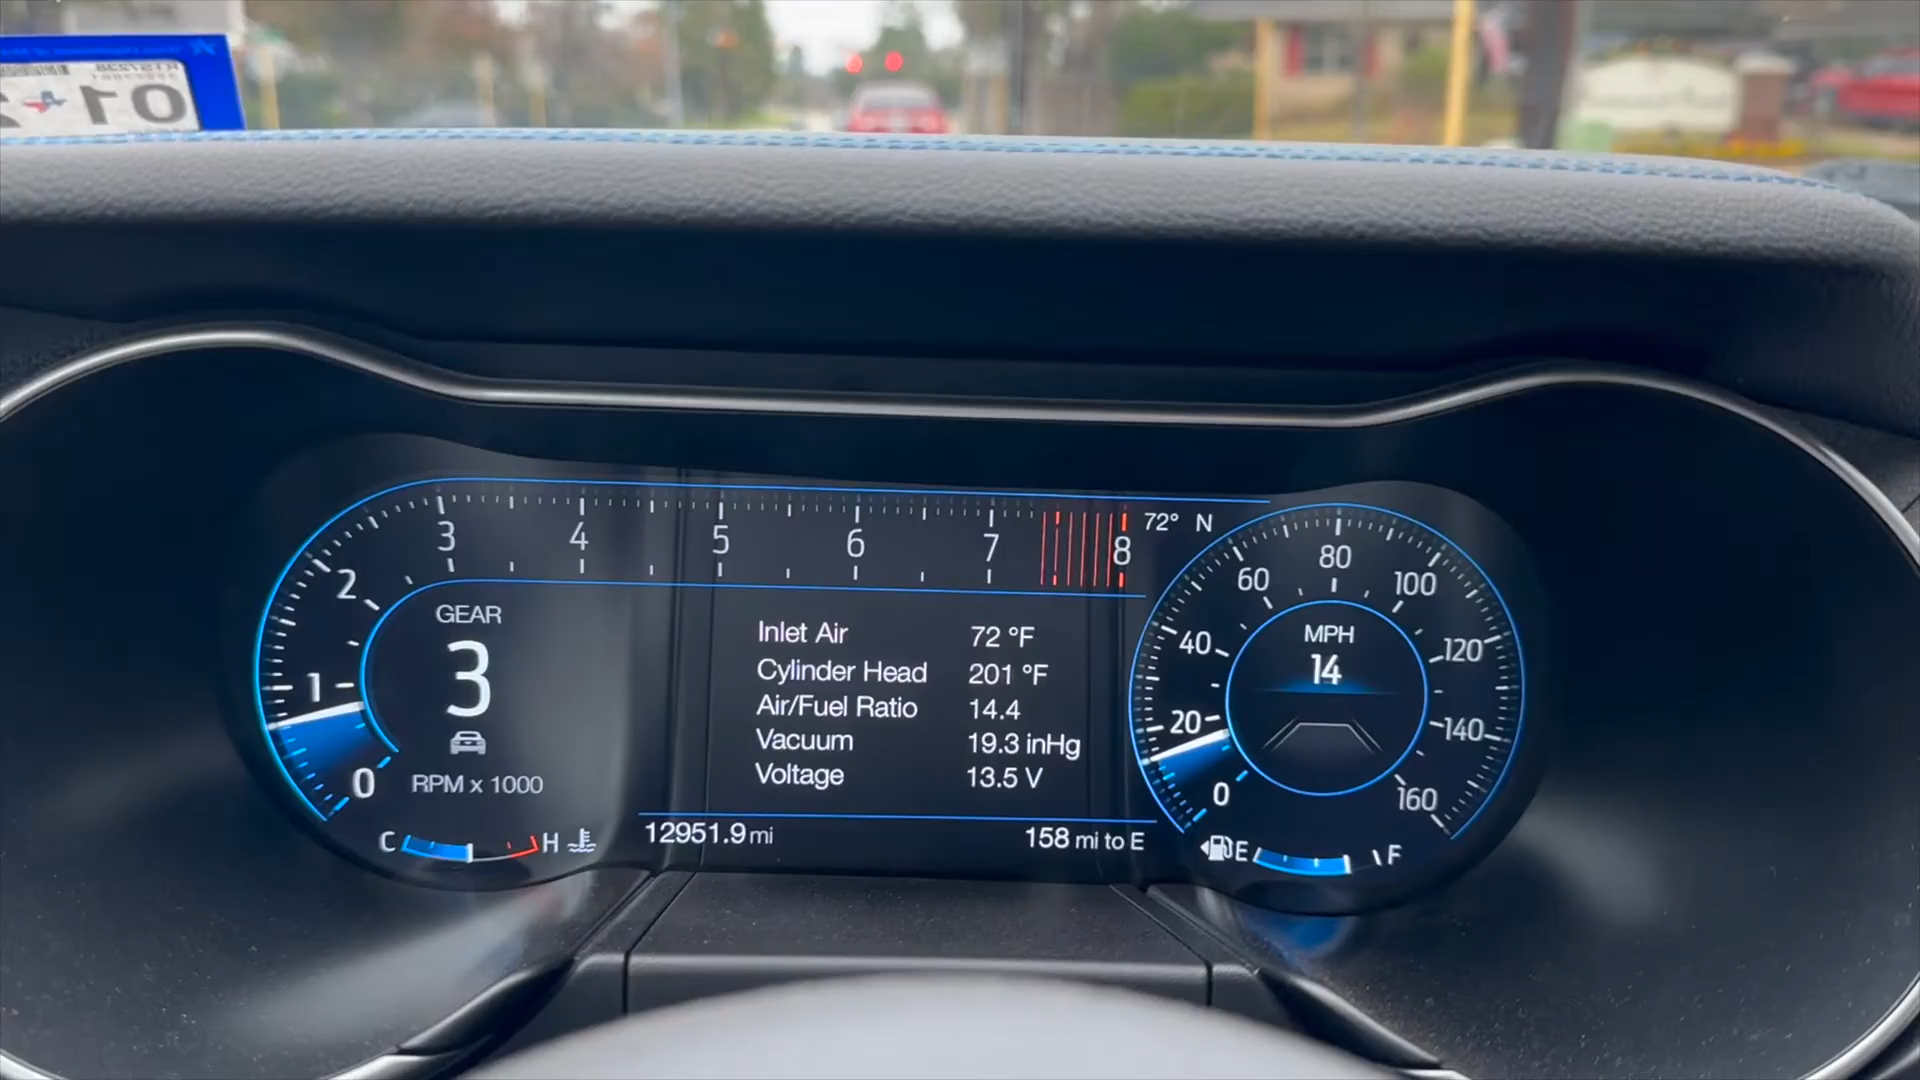 01
3 4 5 6 7 8
72° N
2
1
0
GEAR
3
RPM x 1000
C H
Inlet Air 72 °F
Cylinder Head 201 °F
Air/Fuel Ratio 14.4
Vacuum 19.3 inHg
Voltage 13.5 V
12951.9 mi 158 mi to E
0 20 40 60 80 100 120 140 160
MPH
14
E F